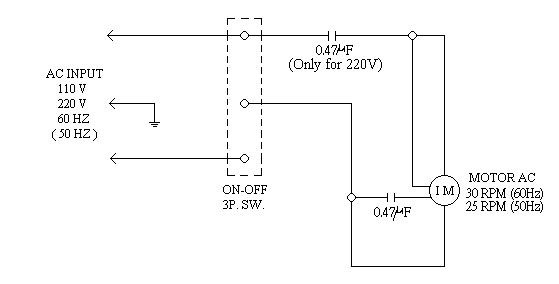 0.47µF
(Only for 220V)
AC INPUT
110 V
220 V
60 HZ
( 50 HZ )
ON-OFF
3P. SW.
0.47µF
I M
MOTOR AC
30 RPM (60Hz)
25 RPM (50Hz)